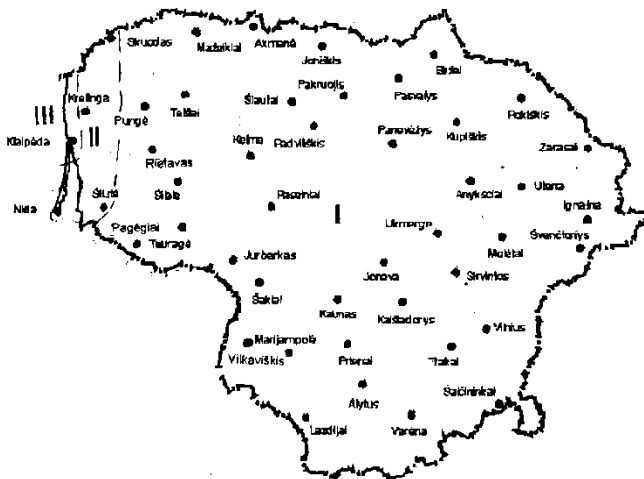 Skuodas
Mažeikiai
Akmenė
Joniškis
Biržai
Kretinga
Plungė
Telšiai
Šiauliai
Pakruojis
Pasvalys
Rokiškis
III
Klaipėda
II
Rietavas
Kelmė
Radviliškis
Panevėžys
Kupiškis
Zarasai
Nida
Šilutė
Šilalė
Raseiniai
I
Anykščiai
Utena
Ignalina
Pagėgiai
Tauragė
Jurbarkas
Ukmergė
Molėtai
Švenčionys
Jonava
Širvintos
Šakiai
Kaunas
Kaišiadorys
Vilnius
Marijampolė
Vilkaviškis
Prienai
Trakai
Alytus
Šalčininkai
Lazdijai
Varėna